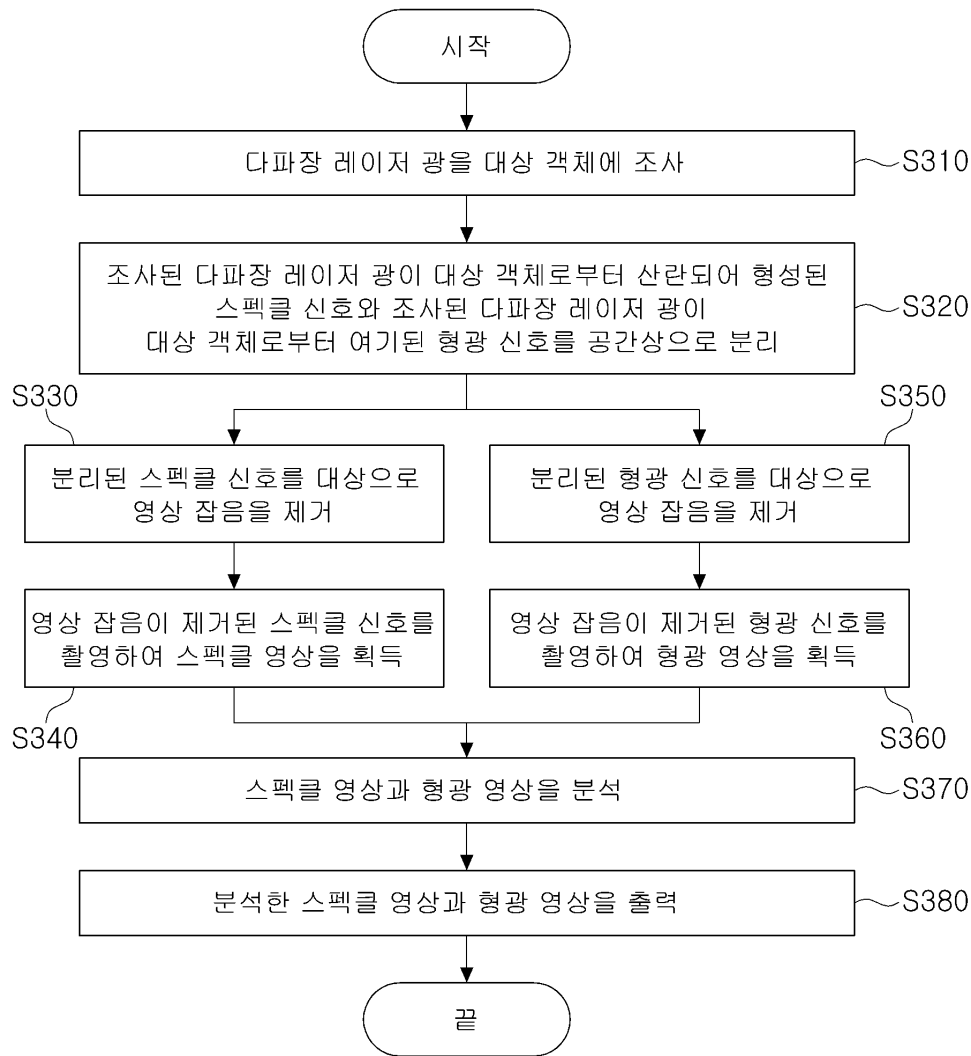 시작
다파장 레이저 광을 대상 객체에 조사
S310
조사된 다파장 레이저 광이 대상 객체로부터 산란되어 형성된
스펙클 신호와 조사된 다파장 레이저 광이
대상 객체로부터 여기된 형광 신호를 공간상으로 분리
S320
S330
분리된 스펙클 신호를 대상으로
영상 잡음을 제거
S350
분리된 형광 신호를 대상으로
영상 잡음을 제거
영상 잡음이 제거된 스펙클 신호를
촬영하여 스펙클 영상을 획득
S340
영상 잡음이 제거된 형광 신호를
촬영하여 형광 영상을 획득
S360
스펙클 영상과 형광 영상을 분석
S370
분석한 스펙클 영상과 형광 영상을 출력
S380
끝